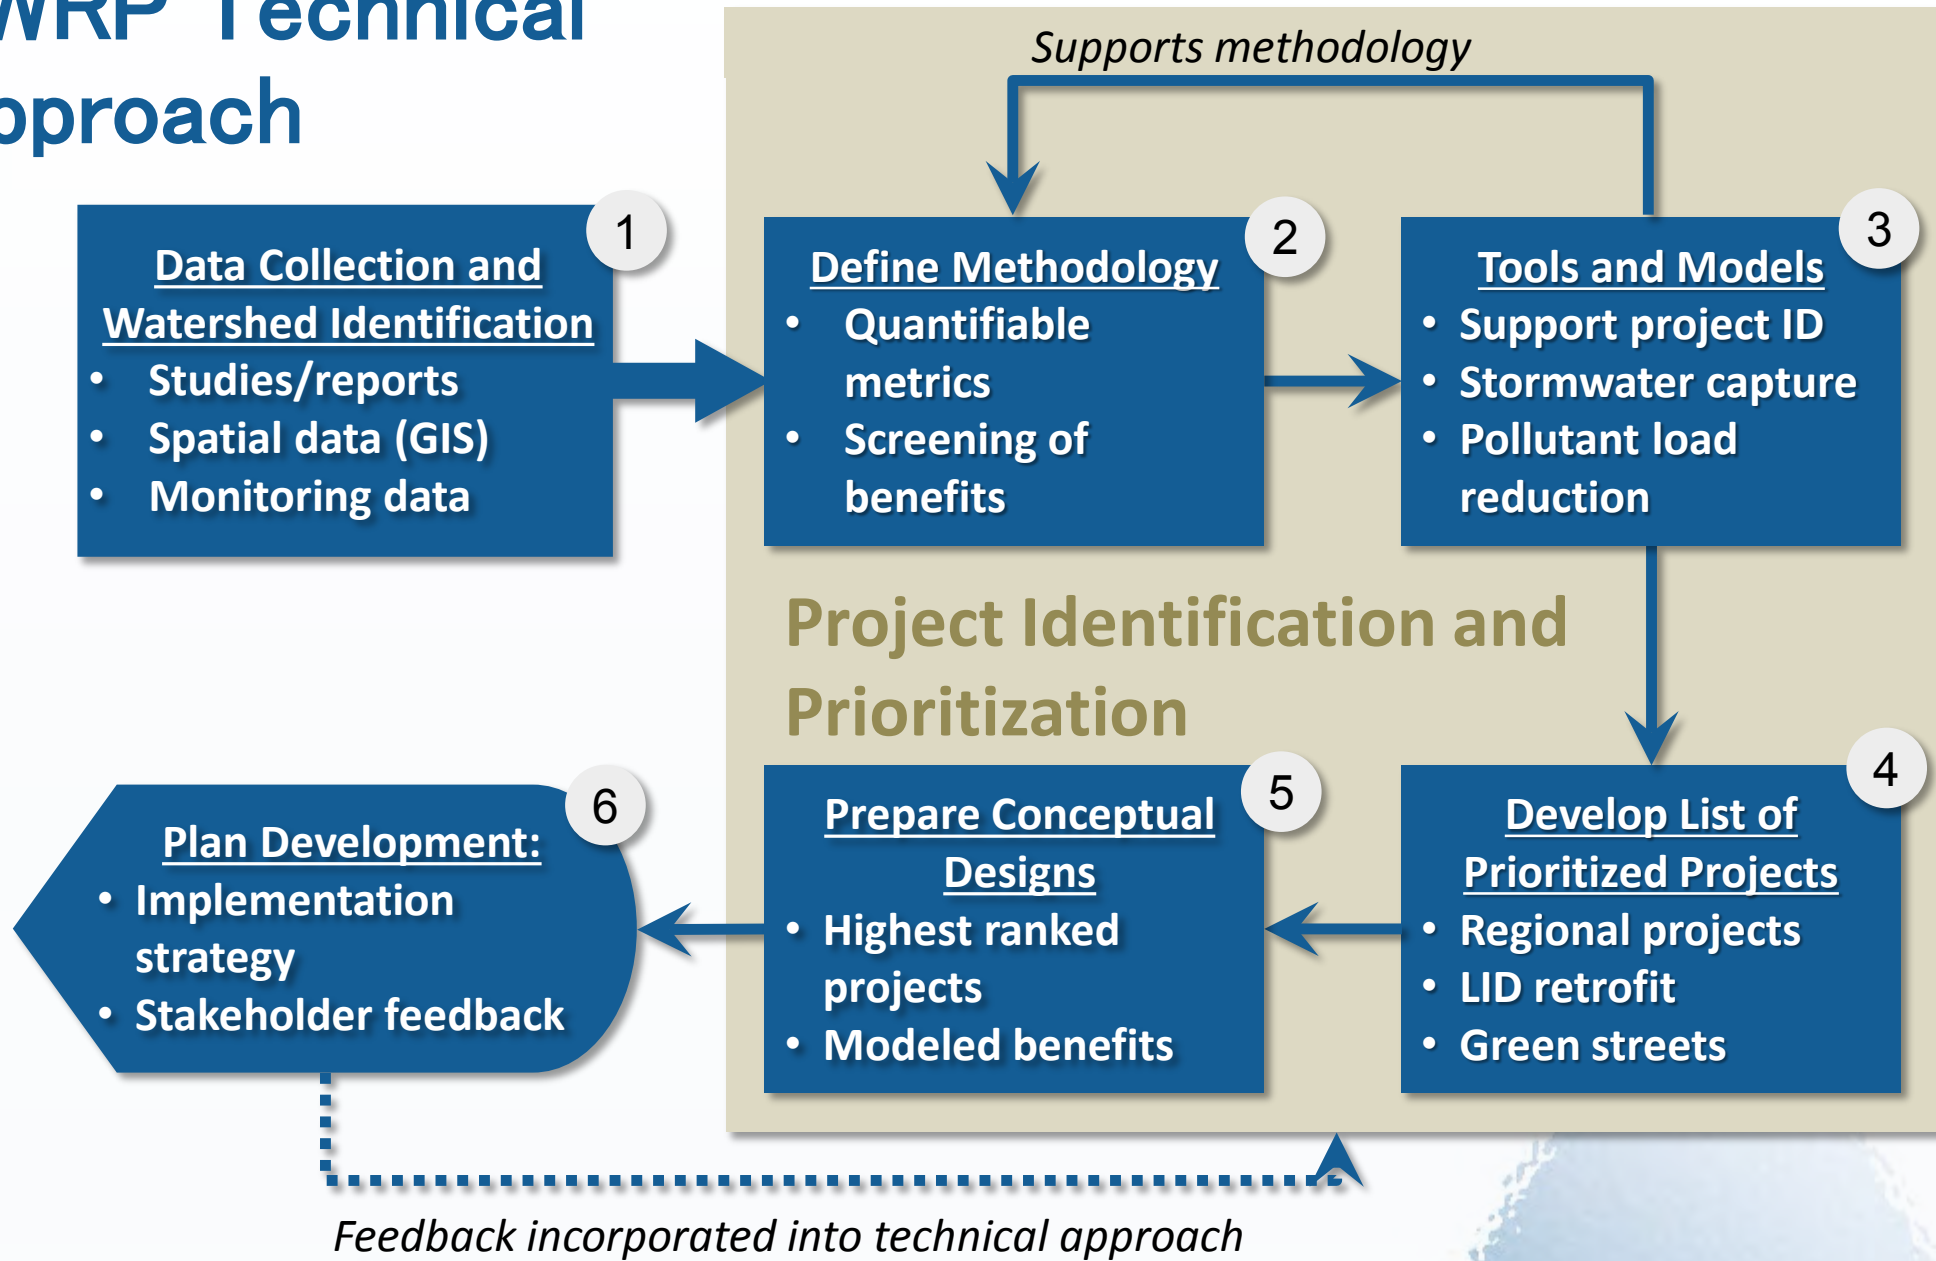 WRP Technical
pproach
Supports methodology
1
Data Collection and
Watershed Identification
• Studies/reports
• Spatial data (GIS)
• Monitoring data
2
Define Methodology
• Quantifiable
metrics
• Screening of
benefits
3
Tools and Models
• Support project ID
• Stormwater capture
• Pollutant load
reduction
Project Identification and
Prioritization
4
Develop List of
Prioritized Projects
• Regional projects
• LID retrofit
• Green streets
5
Prepare Conceptual
Designs
• Highest ranked
projects
• Modeled benefits
6
Plan Development:
• Implementation
strategy
• Stakeholder feedback
Feedback incorporated into technical approach